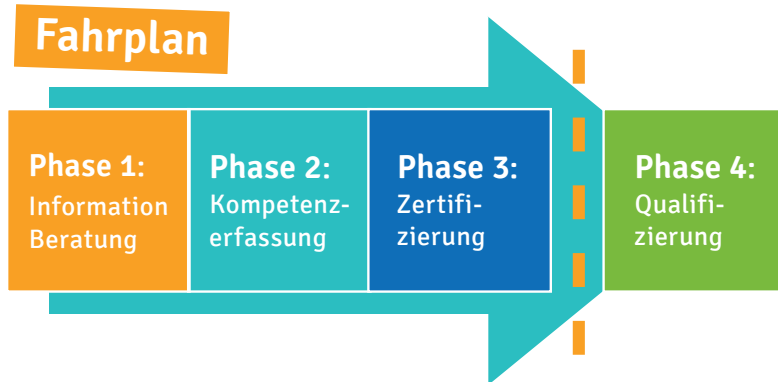 Fahrplan
Phase 1:
Information
Beratung
Phase 2:
Kompetenz-
erfassung
Phase 3:
Zertifi-
zierung
Phase 4:
Qualifi-
zierung